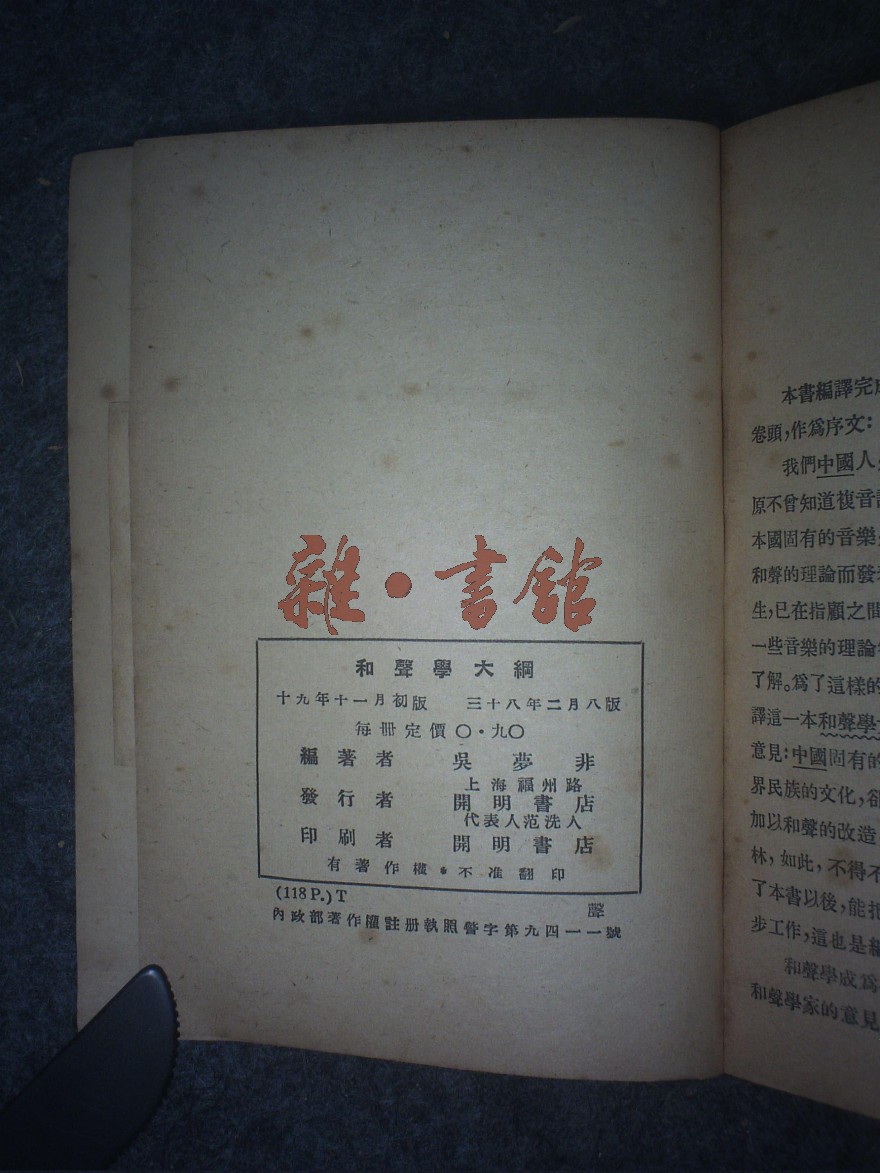 雜·書館
和聲學大綱
十九年十一月初版 三十八年二月八版
每冊定價〇·九〇
編著者 吳夢非
上海福州路
發行者 開明書店
代表人范洗人
印刷者 開明書店
有著作權*不准翻印
(118P.)T 聲
內政部著作權註册執照警字第九四一一號
本書編譯完成
卷頭,作爲序文:
我們中國人
原不曾知道複音
本國固有的音樂
和聲的理論而發
生,已在指顧之間
一些音樂的理論
了解。爲了這樣的
譯這一本和聲學
意見:中國固有的
界民族的文化,卻
加以和聲的改造
林,如此,不得不
了本書以後,能把
步工作,這也是編
和聲學成爲
和聲學家的意見